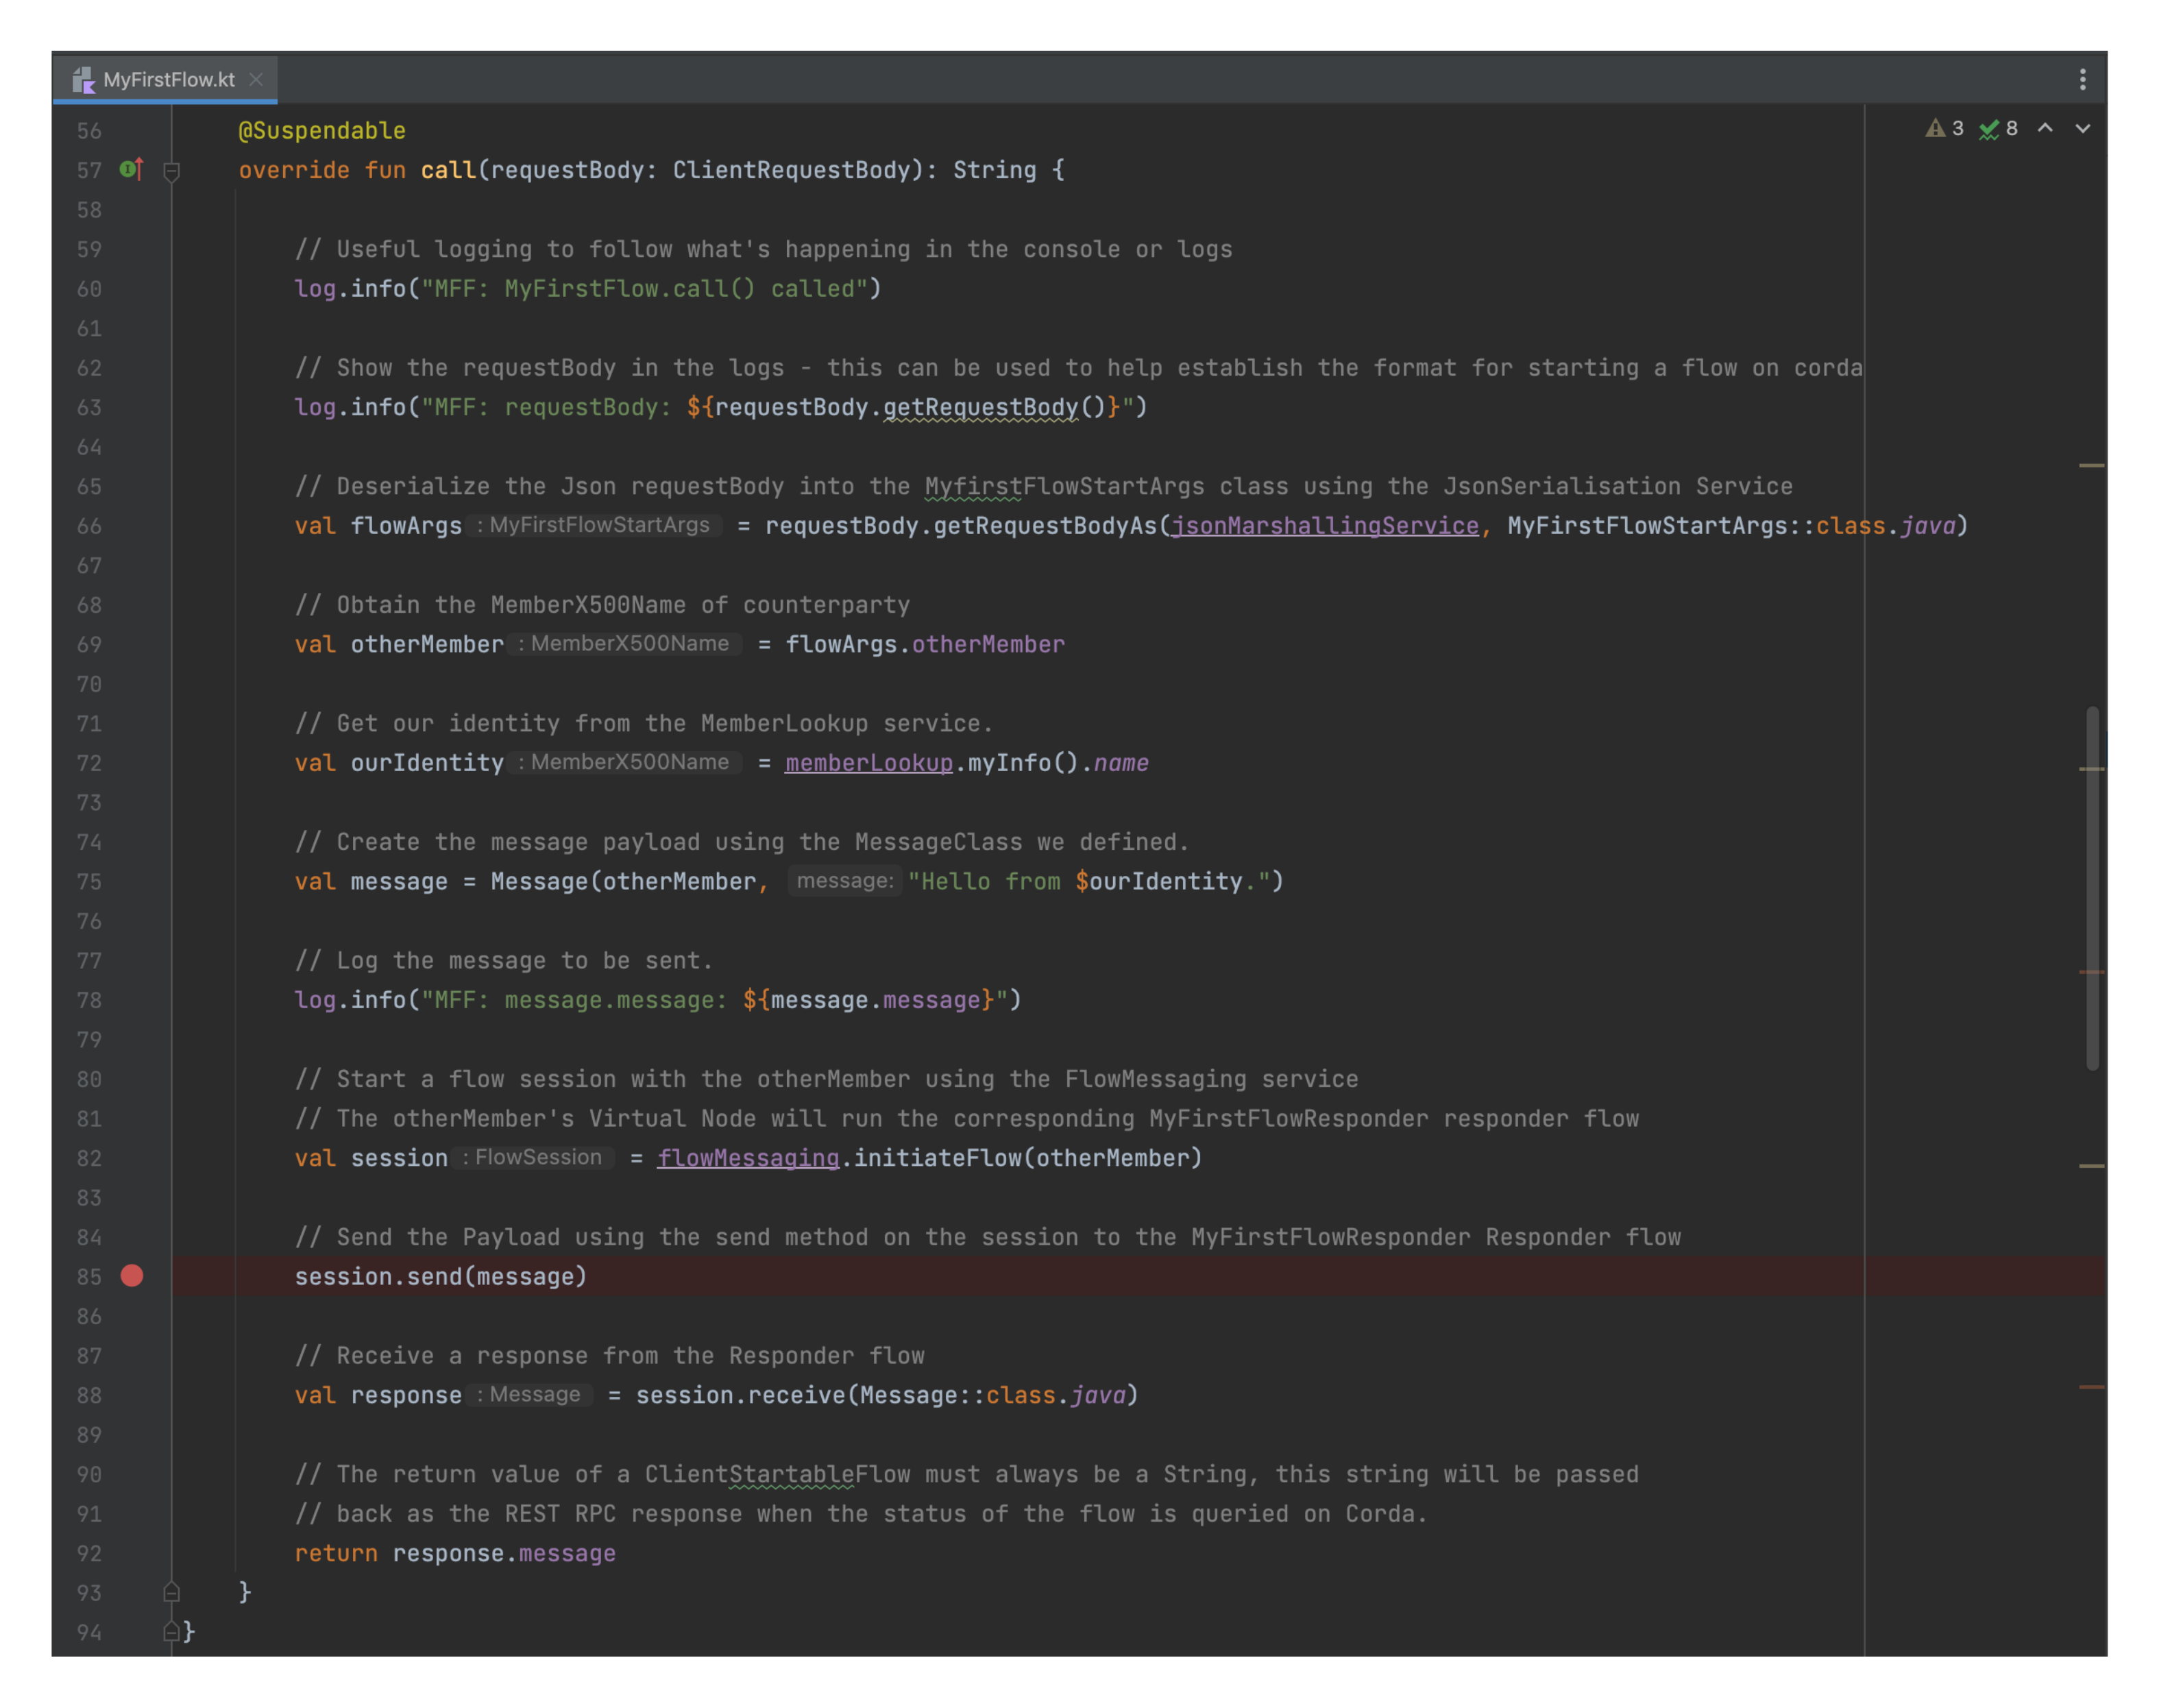 MyFirstFlow.kt
3 8
56 @Suspendable
57 override fun call(requestBody: ClientRequestBody): String {
58
59 // Useful logging to follow what's happening in the console or logs
60 log.info("MFF: MyFirstFlow.call() called")
61
62 // Show the requestBody in the logs - this can be used to help establish the format for starting a flow on corda
63 log.info("MFF: requestBody: ${requestBody.getRequestBody()}")
64
65 // Deserialize the Json requestBody into the MyfirstFlowStartArgs class using the JsonSerialisation Service
66 val flowArgs : MyFirstFlowStartArgs = requestBody.getRequestBodyAs(jsonMarshallingService, MyFirstFlowStartArgs::class.java)
67
68 // Obtain the MemberX500Name of counterparty
69 val otherMember : MemberX500Name = flowArgs.otherMember
70
71 // Get our identity from the MemberLookup service.
72 val ourIdentity : MemberX500Name = memberLookup.myInfo().name
73
74 // Create the message payload using the MessageClass we defined.
75 val message = Message(otherMember, message: "Hello from $ourIdentity.")
76
77 // Log the message to be sent.
78 log.info("MFF: message.message: ${message.message}")
79
80 // Start a flow session with the otherMember using the FlowMessaging service
81 // The otherMember's Virtual Node will run the corresponding MyFirstFlowResponder responder flow
82 val session : FlowSession = flowMessaging.initiateFlow(otherMember)
83
84 // Send the Payload using the send method on the session to the MyFirstFlowResponder Responder flow
85 session.send(message)
86
87 // Receive a response from the Responder flow
88 val response : Message = session.receive(Message::class.java)
89
90 // The return value of a ClientStartableFlow must always be a String, this string will be passed
91 // back as the REST RPC response when the status of the flow is queried on Corda.
92 return response.message
93 }
94 }